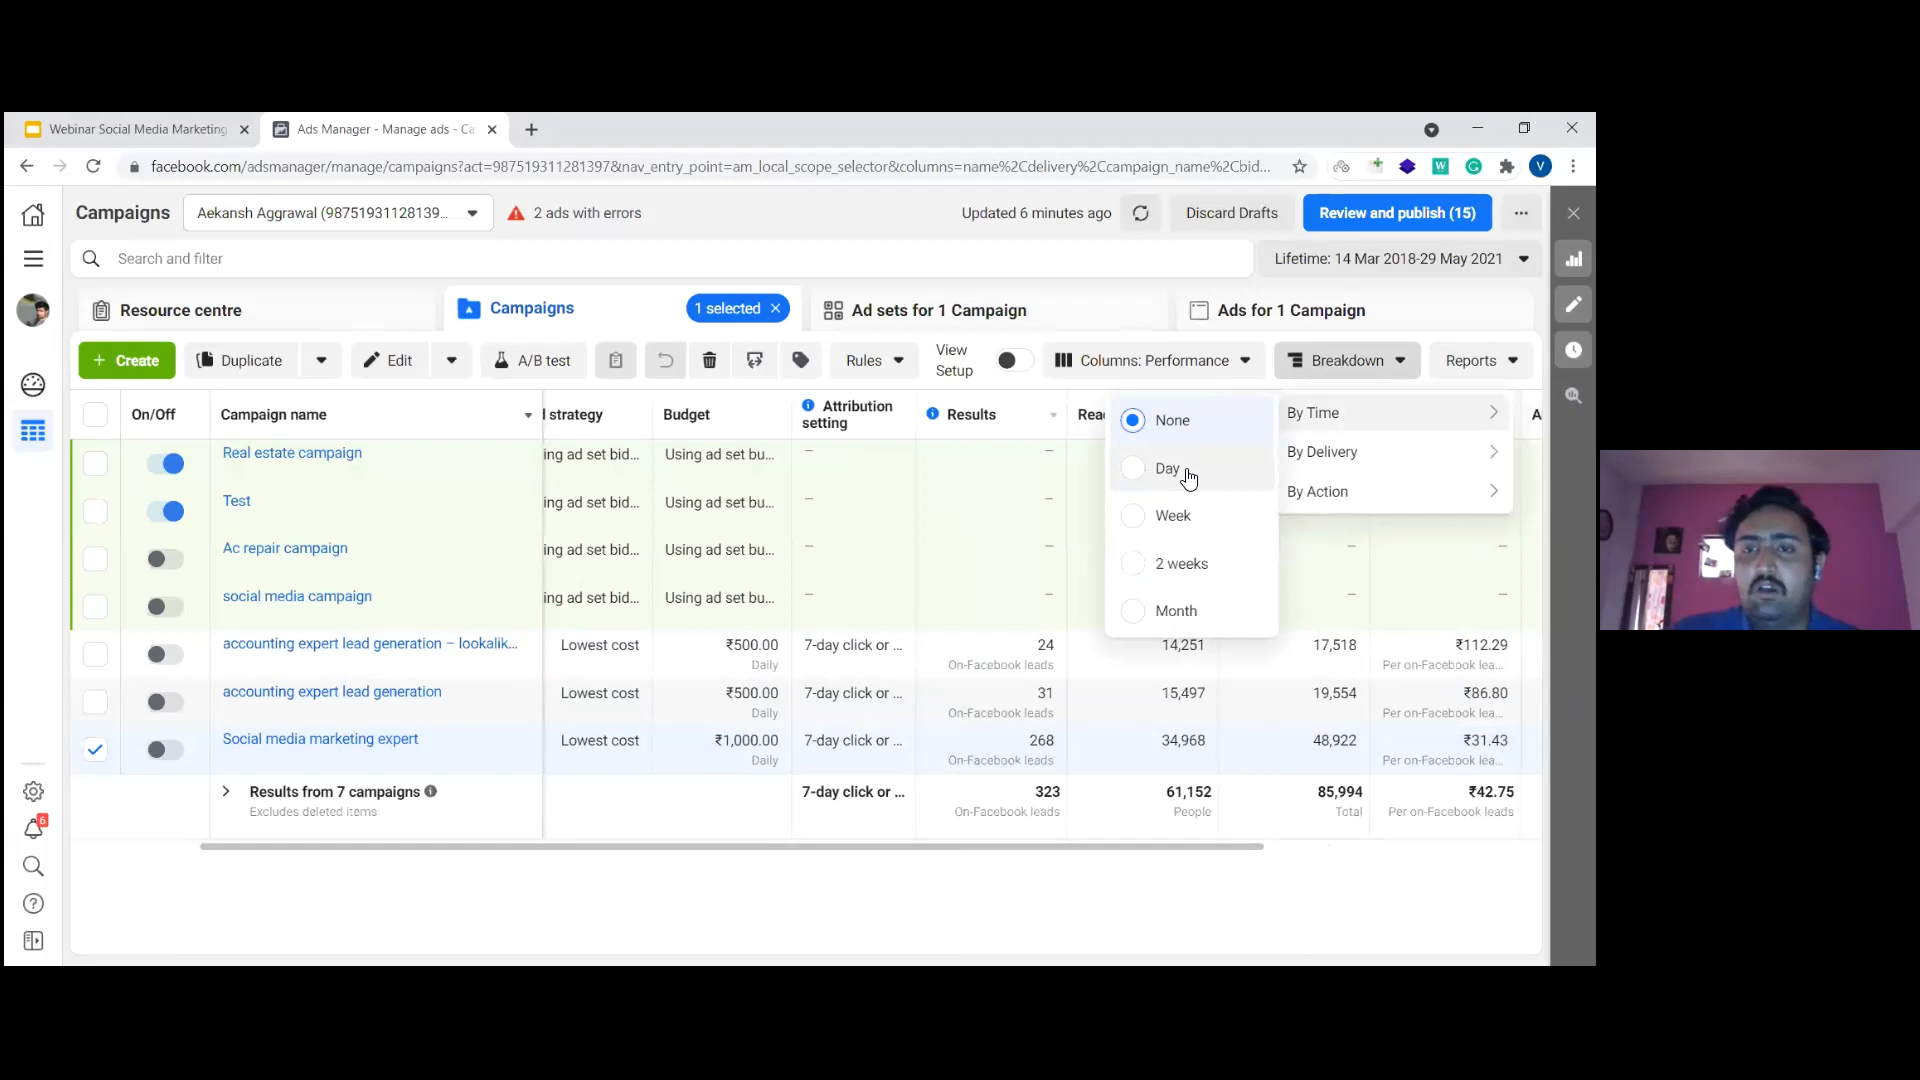 Webinar Social Media Marketing
Ads Manager - Manage ads - Ca
facebook.com/adsmanager/manage/campaigns?act=987519311281397&nav_entry_point=am_local_scope_selector&columns=name%2Cdelivery%2Ccampaign_name%2Cbid...
V
Campaigns
Aekansh Aggrawal (98751931128139...
2 ads with errors
Updated 6 minutes ago
Discard Drafts
Review and publish (15)
Search and filter
Lifetime: 14 Mar 2018-29 May 2021
Resource centre
Campaigns
1 selected
Ad sets for 1 Campaign
Ads for 1 Campaign
+ Create
Duplicate
Edit
A/B test
Rules
View Setup
Columns: Performance
Breakdown
Reports
On/Off
Campaign name
l strategy
Budget
Attribution setting
Results
Reac
A
None
Day
Week
2 weeks
Month
By Time
By Delivery
By Action
Real estate campaign
ing ad set bid...
Using ad set bu...
–
–
Test
ing ad set bid...
Using ad set bu...
–
–
Ac repair campaign
ing ad set bid...
Using ad set bu...
–
–
–
–
social media campaign
ing ad set bid...
Using ad set bu...
–
–
–
–
accounting expert lead generation – lookalik...
Lowest cost
₹500.00
Daily
7-day click or ...
24
On-Facebook leads
14,251
17,518
₹112.29
Per on-Facebook lea...
accounting expert lead generation
Lowest cost
₹500.00
Daily
7-day click or ...
31
On-Facebook leads
15,497
19,554
₹86.80
Per on-Facebook lea...
Social media marketing expert
Lowest cost
₹1,000.00
Daily
7-day click or ...
268
On-Facebook leads
34,968
48,922
₹31.43
Per on-Facebook lea...
Results from 7 campaigns
Excludes deleted items
7-day click or ...
323
On-Facebook leads
61,152
People
85,994
Total
₹42.75
Per on-Facebook leads
6